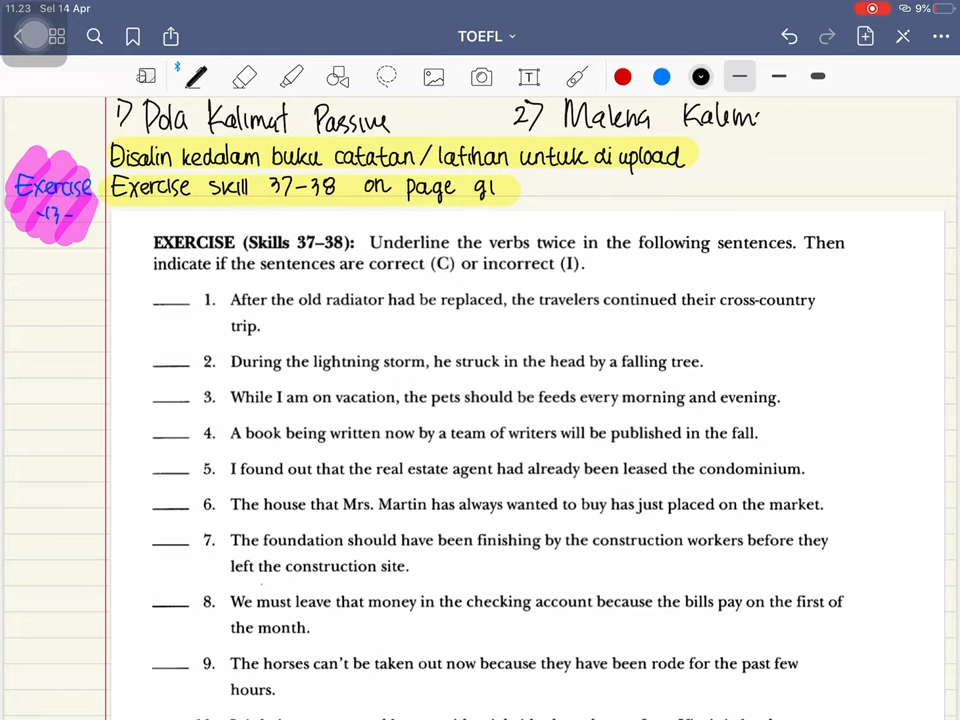 11.23 Sel 14 Apr
9%
TOEFL
1) Pola Kalimat Passive 2) Makna Kalim
Disalin kedalam buku catatan/latihan untuk di upload
Exercise skill 37-38 on page 91
Exercise
-13-
EXERCISE (Skills 37–38): Underline the verbs twice in the following sentences. Then
indicate if the sentences are correct (C) or incorrect (I).
_____ 1. After the old radiator had be replaced, the travelers continued their cross-country
trip.
_____ 2. During the lightning storm, he struck in the head by a falling tree.
_____ 3. While I am on vacation, the pets should be feeds every morning and evening.
_____ 4. A book being written now by a team of writers will be published in the fall.
_____ 5. I found out that the real estate agent had already been leased the condominium.
_____ 6. The house that Mrs. Martin has always wanted to buy has just placed on the market.
_____ 7. The foundation should have been finishing by the construction workers before they
left the construction site.
_____ 8. We must leave that money in the checking account because the bills pay on the first of
the month.
_____ 9. The horses can't be taken out now because they have been rode for the past few
hours.